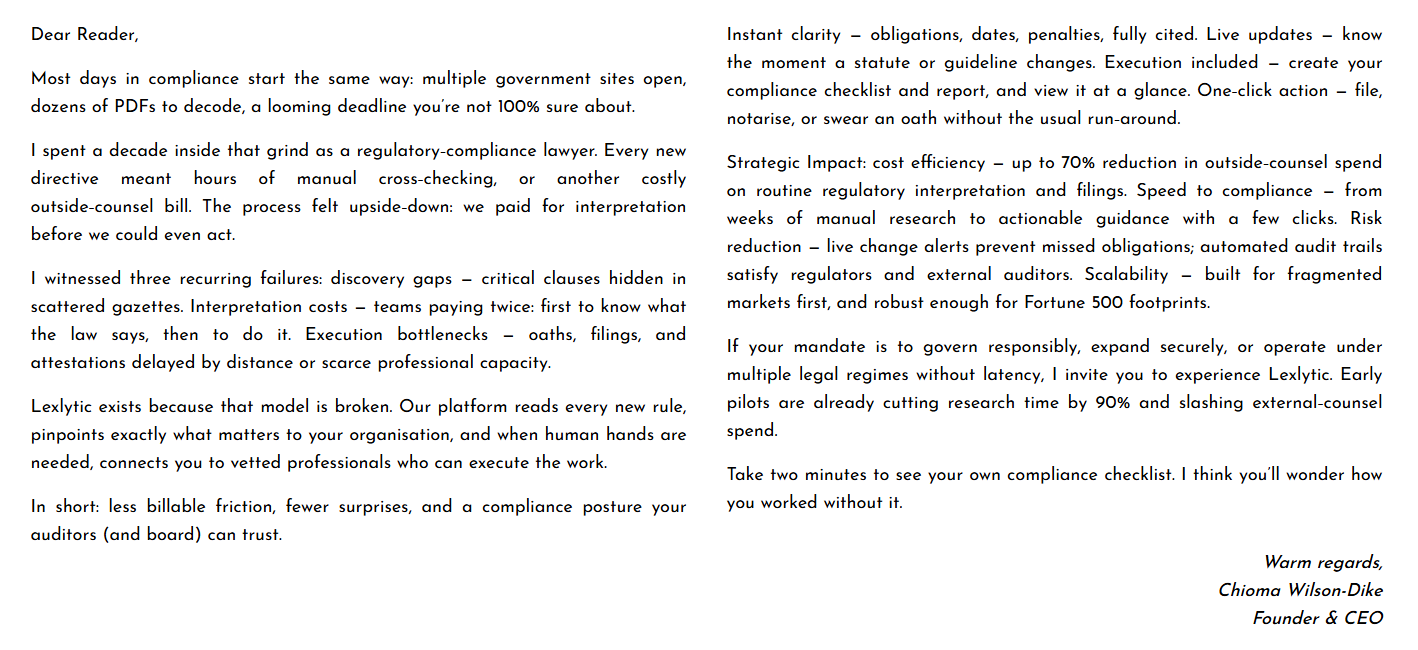 Dear Reader,
Most days in compliance start the same way: multiple government sites open,
dozens of PDFs to decode, a looming deadline you're not 100% sure about.
I spent a decade inside that grind as a regulatory-compliance lawyer. Every new
directive meant hours of manual cross-checking, or another costly
outside-counsel bill. The process felt upside-down: we paid for interpretation
before we could even act.
I witnessed three recurring failures: discovery gaps – critical clauses hidden in
scattered gazettes. Interpretation costs – teams paying twice: first to know what
the law says, then to do it. Execution bottlenecks – oaths, filings, and
attestations delayed by distance or scarce professional capacity.
Lexlytic exists because that model is broken. Our platform reads every new rule,
pinpoints exactly what matters to your organisation, and when human hands are
needed, connects you to vetted professionals who can execute the work.
In short: less billable friction, fewer surprises, and a compliance posture your
auditors (and board) can trust.
Instant clarity – obligations, dates, penalties, fully cited. Live updates – know
the moment a statute or guideline changes. Execution included – create your
compliance checklist and report, and view it at a glance. One-click action – file,
notarise, or swear an oath without the usual run-around.
Strategic Impact: cost efficiency – up to 70% reduction in outside-counsel spend
on routine regulatory interpretation and filings. Speed to compliance – from
weeks of manual research to actionable guidance with a few clicks. Risk
reduction – live change alerts prevent missed obligations; automated audit trails
satisfy regulators and external auditors. Scalability – built for fragmented
markets first, and robust enough for Fortune 500 footprints.
If your mandate is to govern responsibly, expand securely, or operate under
multiple legal regimes without latency, I invite you to experience Lexlytic. Early
pilots are already cutting research time by 90% and slashing external-counsel
spend.
Take two minutes to see your own compliance checklist. I think you'll wonder how
you worked without it.
Warm regards,
Chioma Wilson-Dike
Founder & CEO